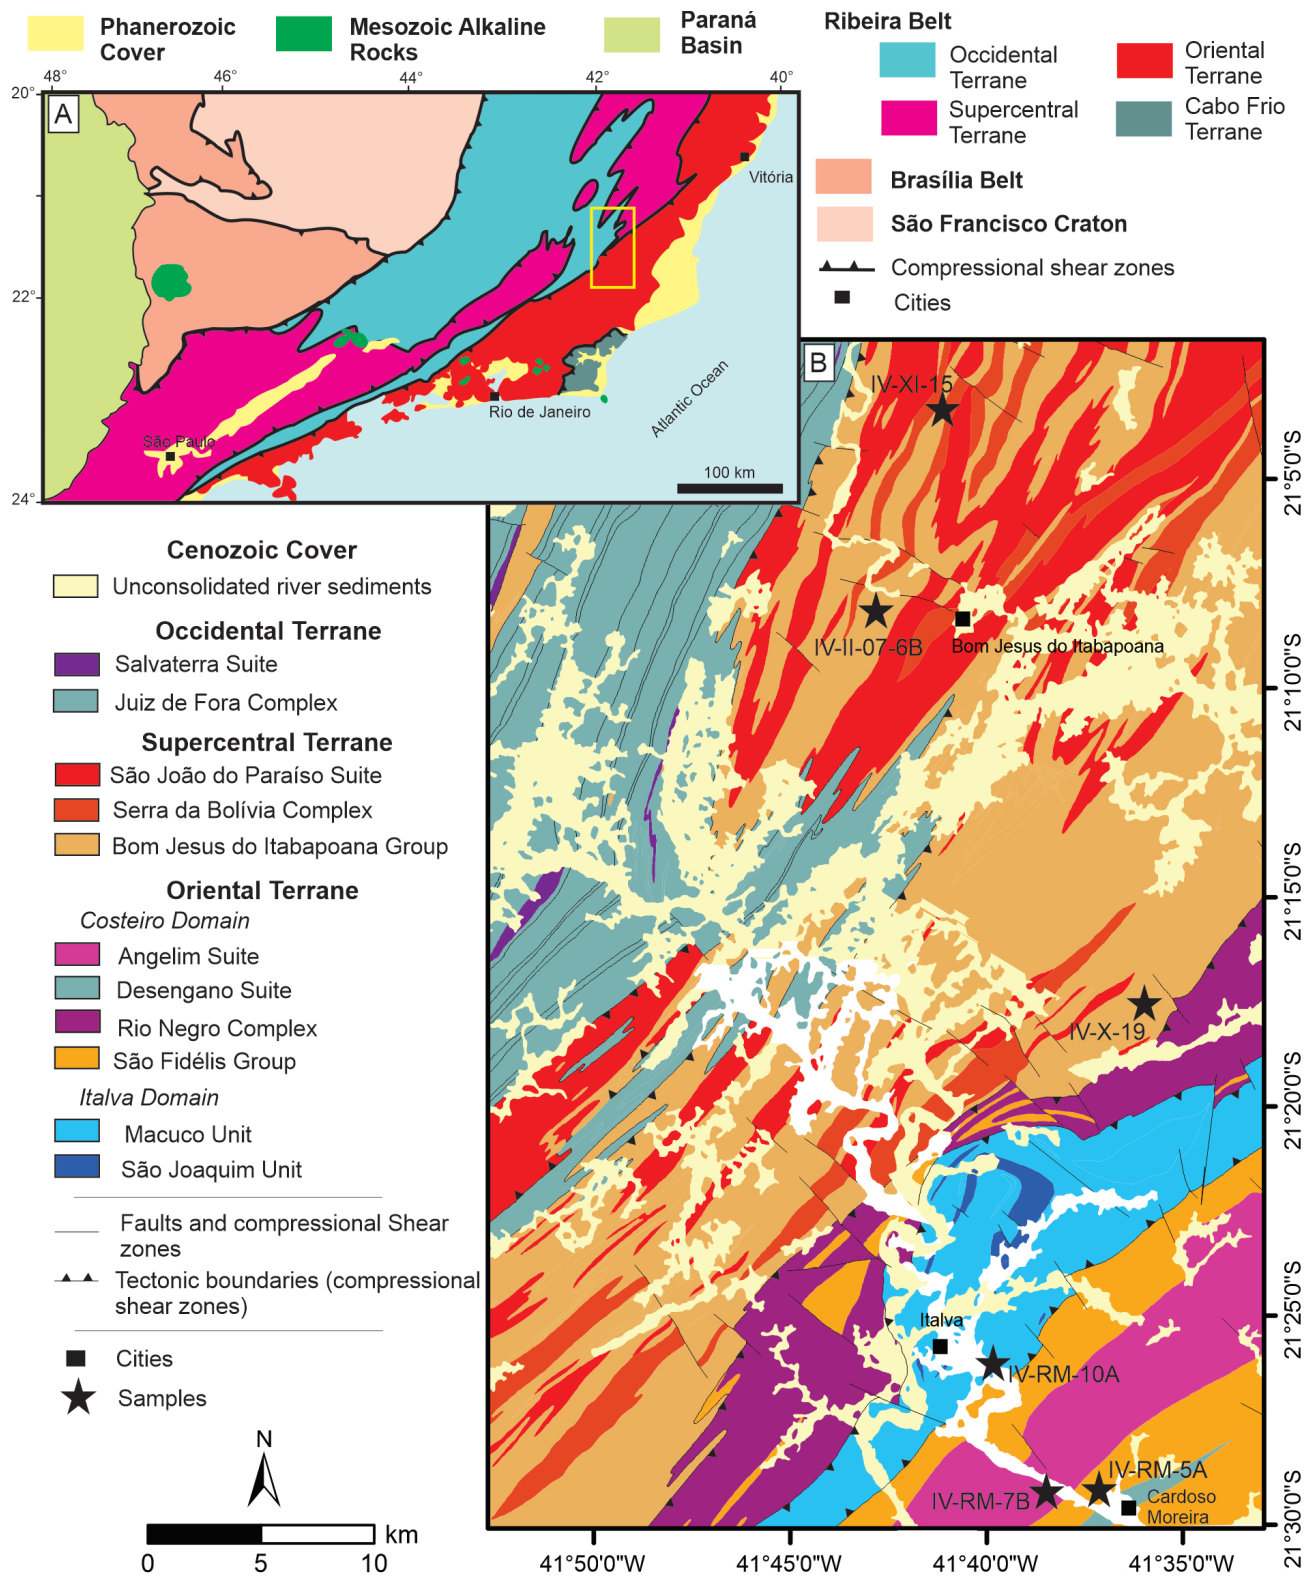 Phanerozoic
Cover
Mesozoic Alkaline
Rocks
Paraná
Basin
Ribeira Belt
Occidental
Terrane
Oriental
Terrane
Supercentral
Terrane
Cabo Frio
Terrane
Brasília Belt
São Francisco Craton
Compressional shear zones
Cities
48°
46°
44°
42°
40°
20°
22°
24°
A
Vitória
Rio de Janeiro
São Paulo
Atlantic Ocean
100 km
Cenozoic Cover
Unconsolidated river sediments
Occidental Terrane
Salvaterra Suite
Juiz de Fora Complex
Supercentral Terrane
São João do Paraíso Suite
Serra da Bolívia Complex
Bom Jesus do Itabapoana Group
Oriental Terrane
Costeiro Domain
Angelim Suite
Desengano Suite
Rio Negro Complex
São Fidélis Group
Italva Domain
Macuco Unit
São Joaquim Unit
Faults and compressional Shear
zones
Tectonic boundaries (compressional
shear zones)
Cities
Samples
N
km
0
5
10
B
IV-XI-15
IV-II-07-6B
Bom Jesus do Itabapoana
IV-X-19
Italva
IV-RM-10A
IV-RM-5A
IV-RM-7B
Cardoso
Moreira
21°5'0"S
21°10'0"S
21°15'0"S
21°20'0"S
21°25'0"S
21°30'0"S
41°50'0"W
41°45'0"W
41°40'0"W
41°35'0"W